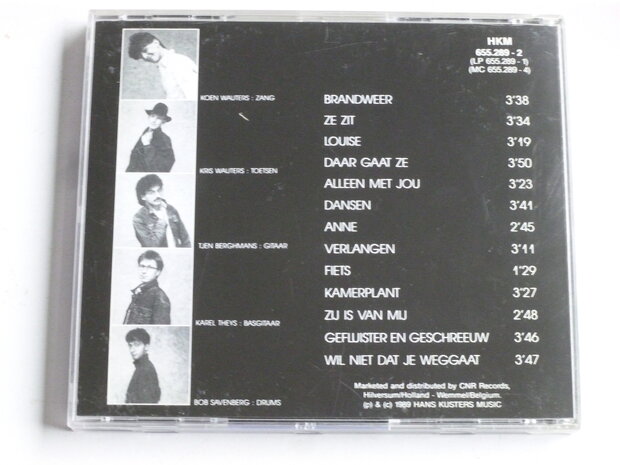 HKM
655.289 - 2
(LP 655.289 - 1)
(MC 655.289 - 4)
KOEN WAUTERS : ZANG
KRIS WAUTERS : TOETSEN
TJEN BERGHMANS : GITAAR
KAREL THEYS : BASGITAAR
BOB SAVENBERG : DRUMS
BRANDWEER 3"38
ZE ZIT 3"34
LOUISE 3"19
DAAR GAAT ZE 3"50
ALLEEN MET JOU 3"23
DANSEN 3"41
ANNE 2"45
VERLANGEN 3"11
FIETS 1"29
KAMERPLANT 3"27
ZIJ IS VAN MIJ 2"48
GEFLUISTER EN GESCHREEUW 3"46
WIL NIET DAT JE WEGGAAT 3"47
Marketed and distributed by CNR Records,
Hilversum/Holland - Wemmel/Belgium.
(p) & (c) 1989 HANS KUSTERS MUSIC